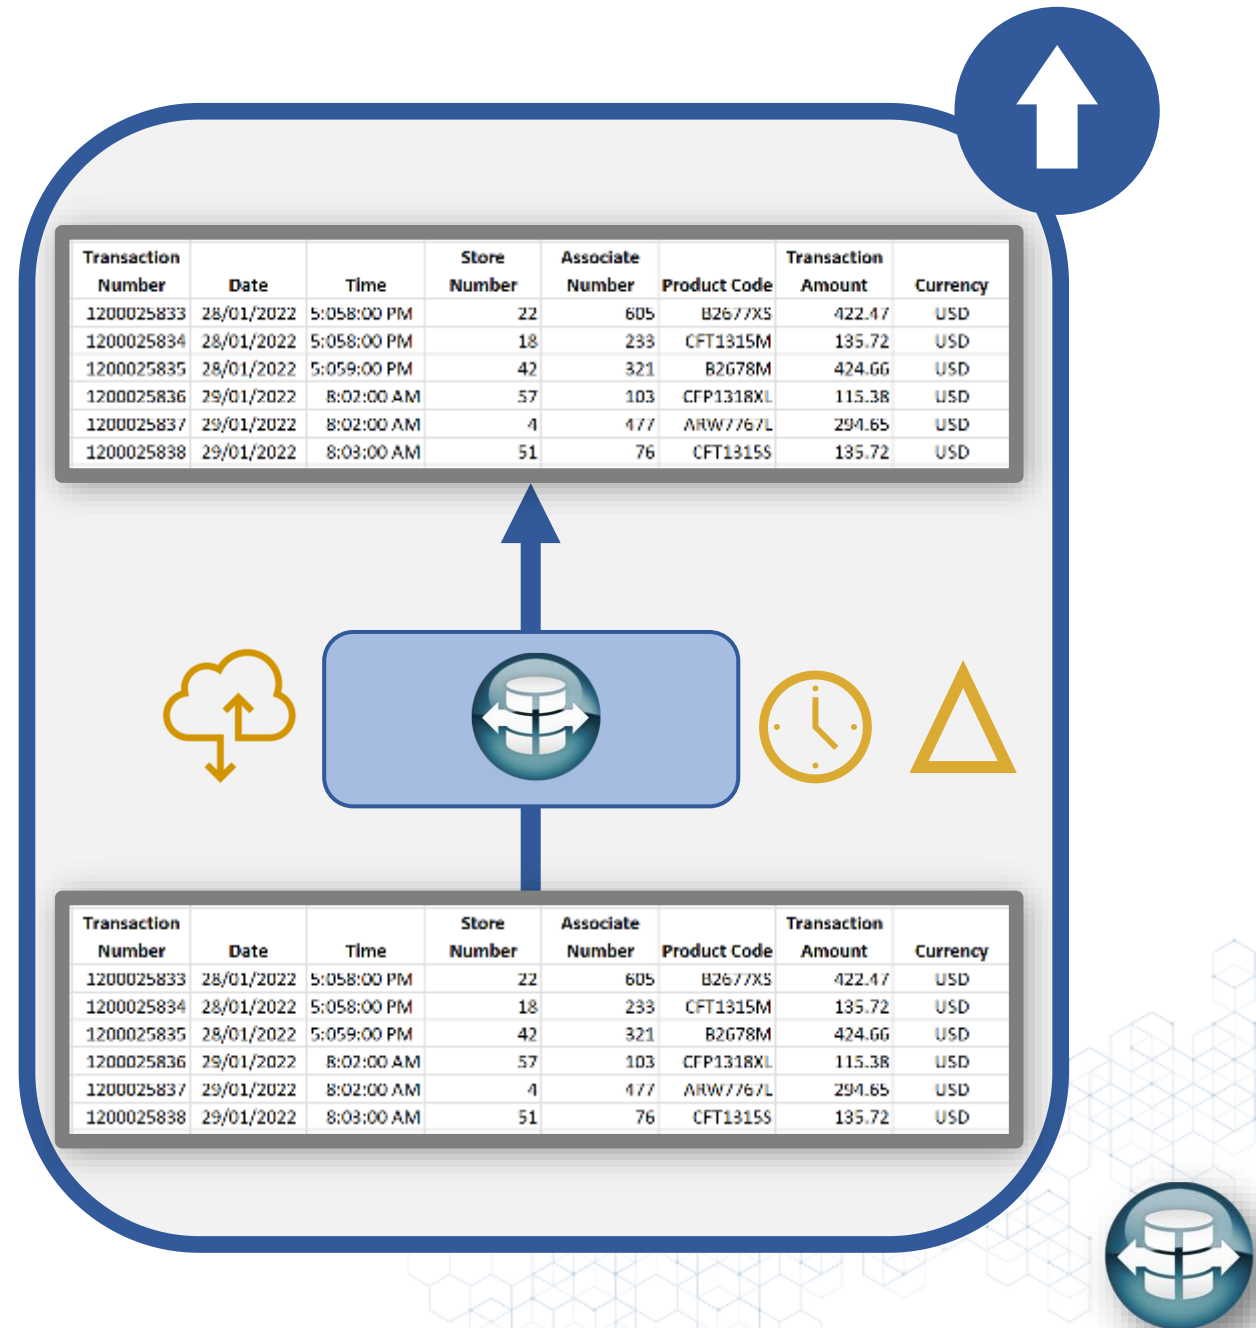 Transaction Number Date Time Store Number Associate Number Product Code Transaction Amount Currency
1200025833 28/01/2022 5:058:00 PM 22 605 B2677XS 422.47 USD
1200025834 28/01/2022 5:058:00 PM 18 233 CFT1315M 135.72 USD
1200025835 28/01/2022 5:059:00 PM 42 321 B2678M 424.66 USD
1200025836 29/01/2022 8:02:00 AM 57 103 CFP1318XL 115.38 USD
1200025837 29/01/2022 8:02:00 AM 4 477 ARW7767L 294.65 USD
1200025838 29/01/2022 8:03:00 AM 51 76 CFT1315S 135.72 USD
Transaction Number Date Time Store Number Associate Number Product Code Transaction Amount Currency
1200025833 28/01/2022 5:058:00 PM 22 605 B2677XS 422.47 USD
1200025834 28/01/2022 5:058:00 PM 18 233 CFT1315M 135.72 USD
1200025835 28/01/2022 5:059:00 PM 42 321 B2678M 424.66 USD
1200025836 29/01/2022 8:02:00 AM 57 103 CFP1318XL 115.38 USD
1200025837 29/01/2022 8:02:00 AM 4 477 ARW7767L 294.65 USD
1200025838 29/01/2022 8:03:00 AM 51 76 CFT1315S 135.72 USD